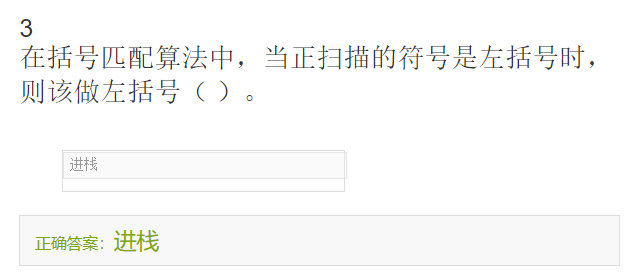 3
在括号匹配算法中，当正扫描的符号是左括号时，
则该做左括号（ ）。
进栈
正确答案：进栈